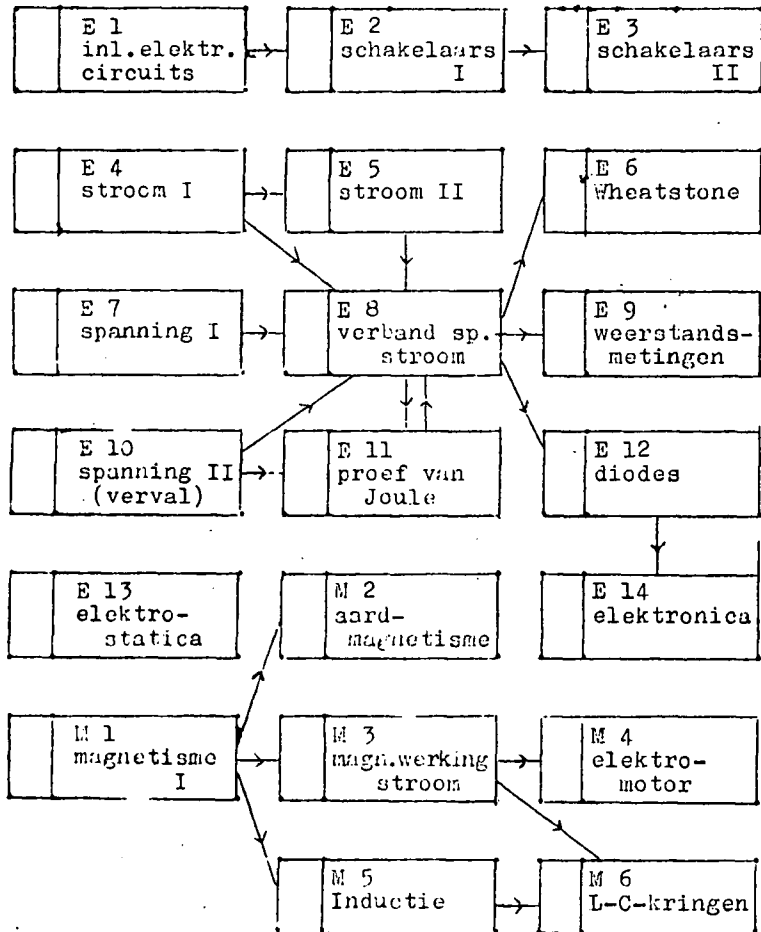 E 1
inl.elektr.
circuits
E 2
schakelaars
I
E 3
schakelaars
II
E 4
stroom I
E 5
stroom II
E 6
Wheatstone
E 7
spanning I
E 8
verband sp.
stroom
E 9
weerstands-
metingen
E 10
spanning II
(verval)
E 11
proef van
Joule
E 12
diodes
E 13
elektro-
statica
M 2
aard-
magnetisme
E 14
elektronica
M 1
magnetisme
I
M 3
magn.werking
stroom
M 4
elektro-
motor
M 5
Inductie
M 6
L-C-kringen